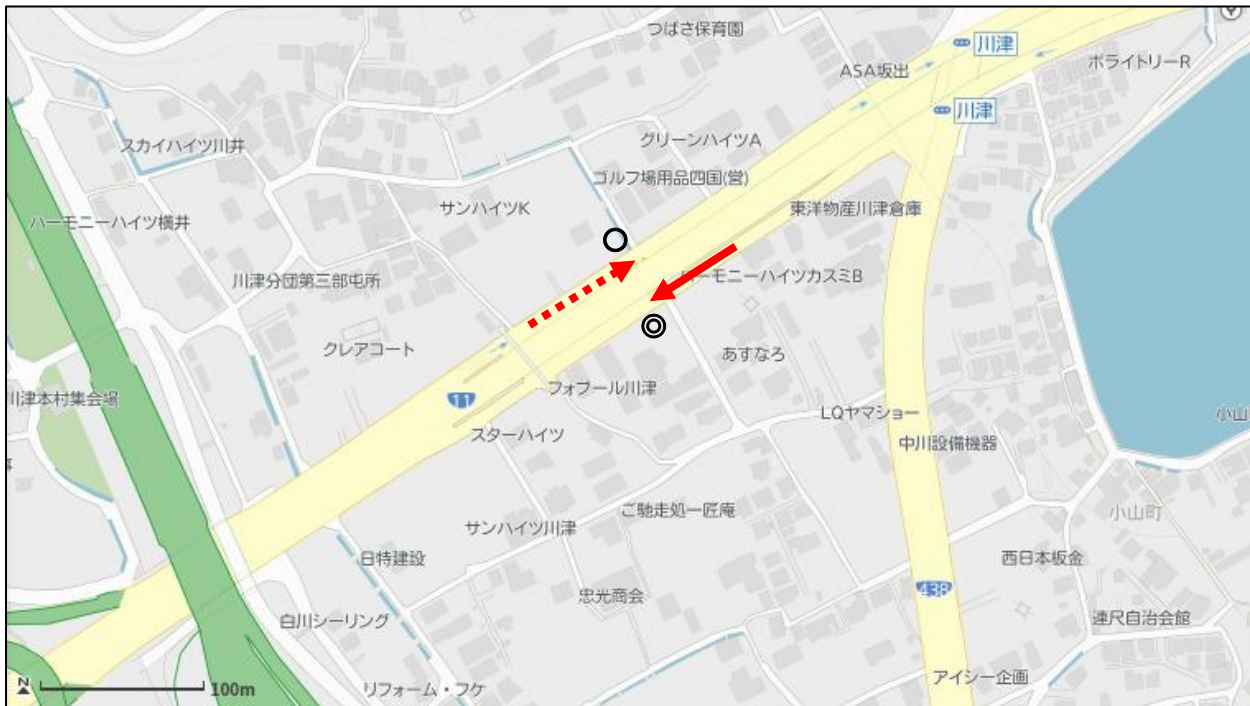 つばさ保育園
川津
ASA坂出
ボライトリーR
川津
スカイハイツ川井
グリーンハイツA
ゴルフ場用品四国(営)
サンハイツK
東洋物産川津倉庫
ハーモニーハイツ横井
川津分団第三部屯所
ハーモニーハイツカスミB
クレアコート
あすなろ
フォブール川津
11
川津本村集会場
LQヤマショー
小山
スターハイツ
中川設備機器
ご馳走処一匠庵
小山町
サンハイツ川津
日特建設
西日本板金
438
忠光商会
白川シーリング
連尺自治会館
アイシー企画
N
100m
リフォーム・フケ